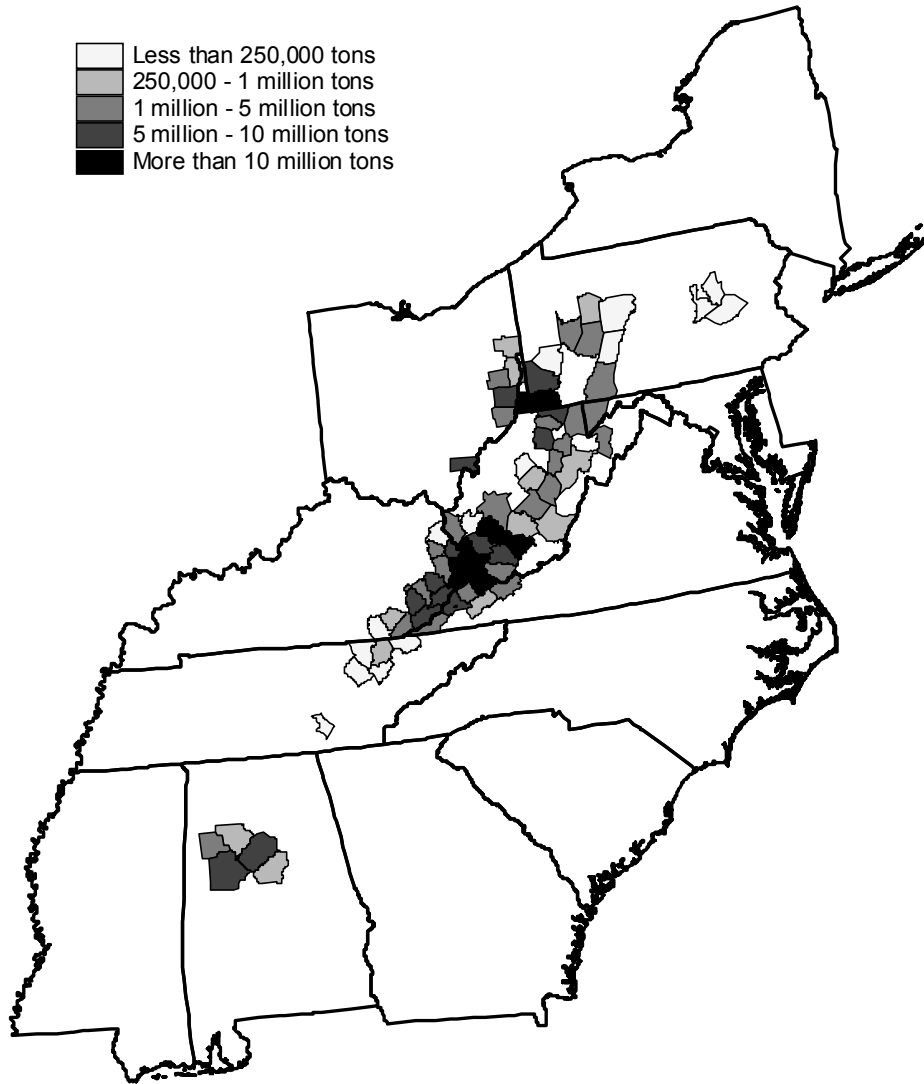 Less than 250,000 tons
250,000 - 1 million tons
1 million - 5 million tons
5 million - 10 million tons
More than 10 million tons